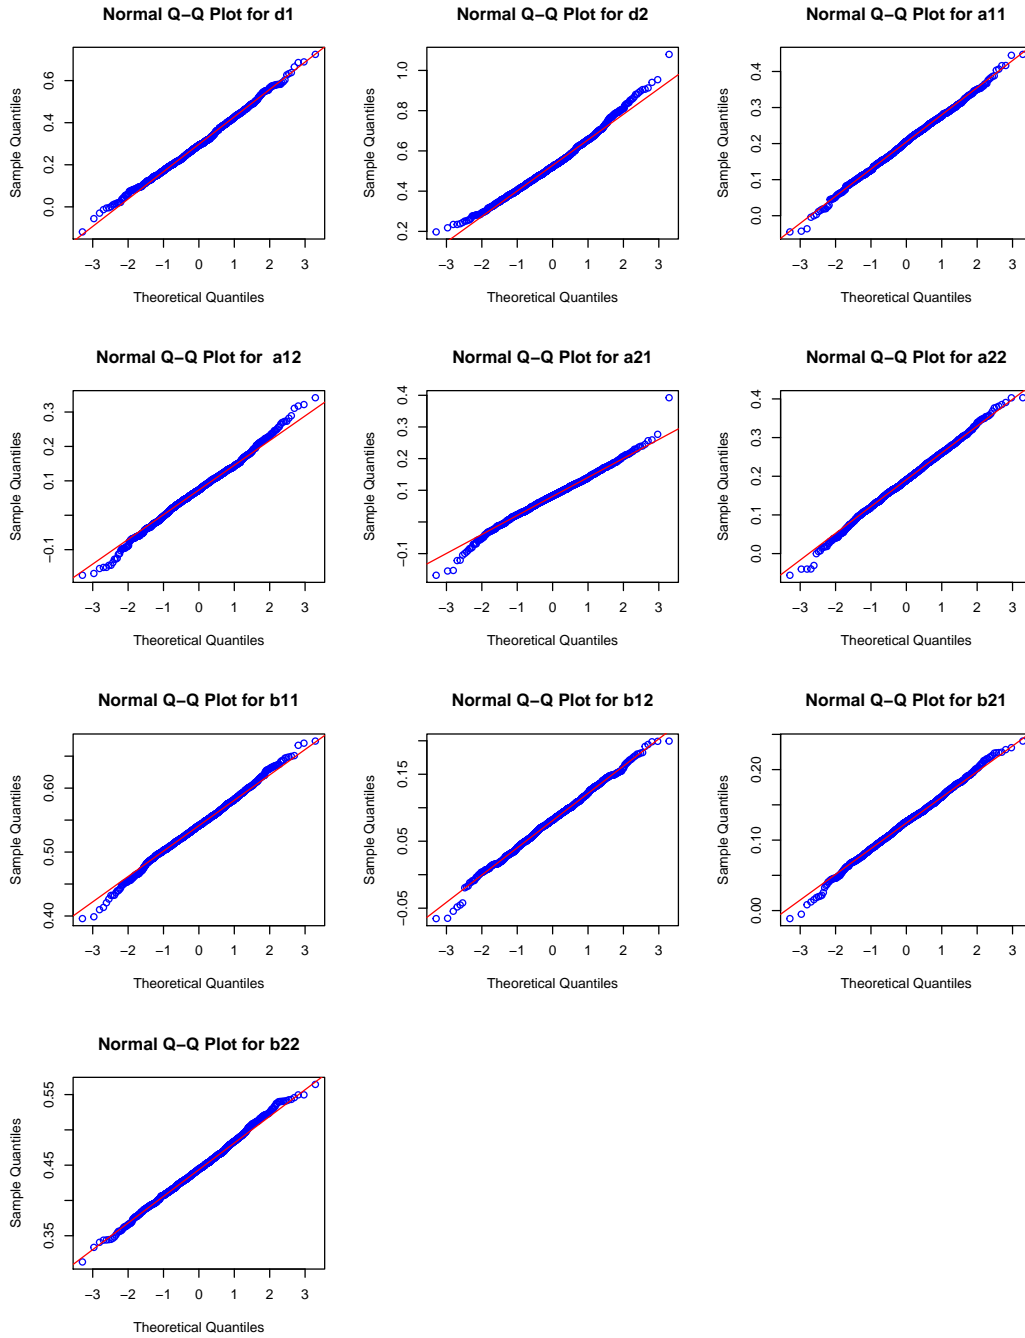 Normal Q−Q Plot for d1
Sample Quantiles
0.0 0.2 0.4 0.6
−3 −2 −1 0 1 2 3
Theoretical Quantiles
Normal Q−Q Plot for d2
Sample Quantiles
0.2 0.4 0.6 0.8 1.0
−3 −2 −1 0 1 2 3
Theoretical Quantiles
Normal Q−Q Plot for a11
Sample Quantiles
0.0 0.1 0.2 0.3 0.4
−3 −2 −1 0 1 2 3
Theoretical Quantiles
Normal Q−Q Plot for a12
Sample Quantiles
−0.1 0.1 0.2 0.3
−3 −2 −1 0 1 2 3
Theoretical Quantiles
Normal Q−Q Plot for a21
Sample Quantiles
−0.1 0.1 0.2 0.3 0.4
−3 −2 −1 0 1 2 3
Theoretical Quantiles
Normal Q−Q Plot for a22
Sample Quantiles
0.0 0.1 0.2 0.3 0.4
−3 −2 −1 0 1 2 3
Theoretical Quantiles
Normal Q−Q Plot for b11
Sample Quantiles
0.40 0.50 0.60
−3 −2 −1 0 1 2 3
Theoretical Quantiles
Normal Q−Q Plot for b12
Sample Quantiles
−0.05 0.05 0.15
−3 −2 −1 0 1 2 3
Theoretical Quantiles
Normal Q−Q Plot for b21
Sample Quantiles
0.00 0.10 0.20
−3 −2 −1 0 1 2 3
Theoretical Quantiles
Normal Q−Q Plot for b22
Sample Quantiles
0.35 0.45 0.55
−3 −2 −1 0 1 2 3
Theoretical Quantiles